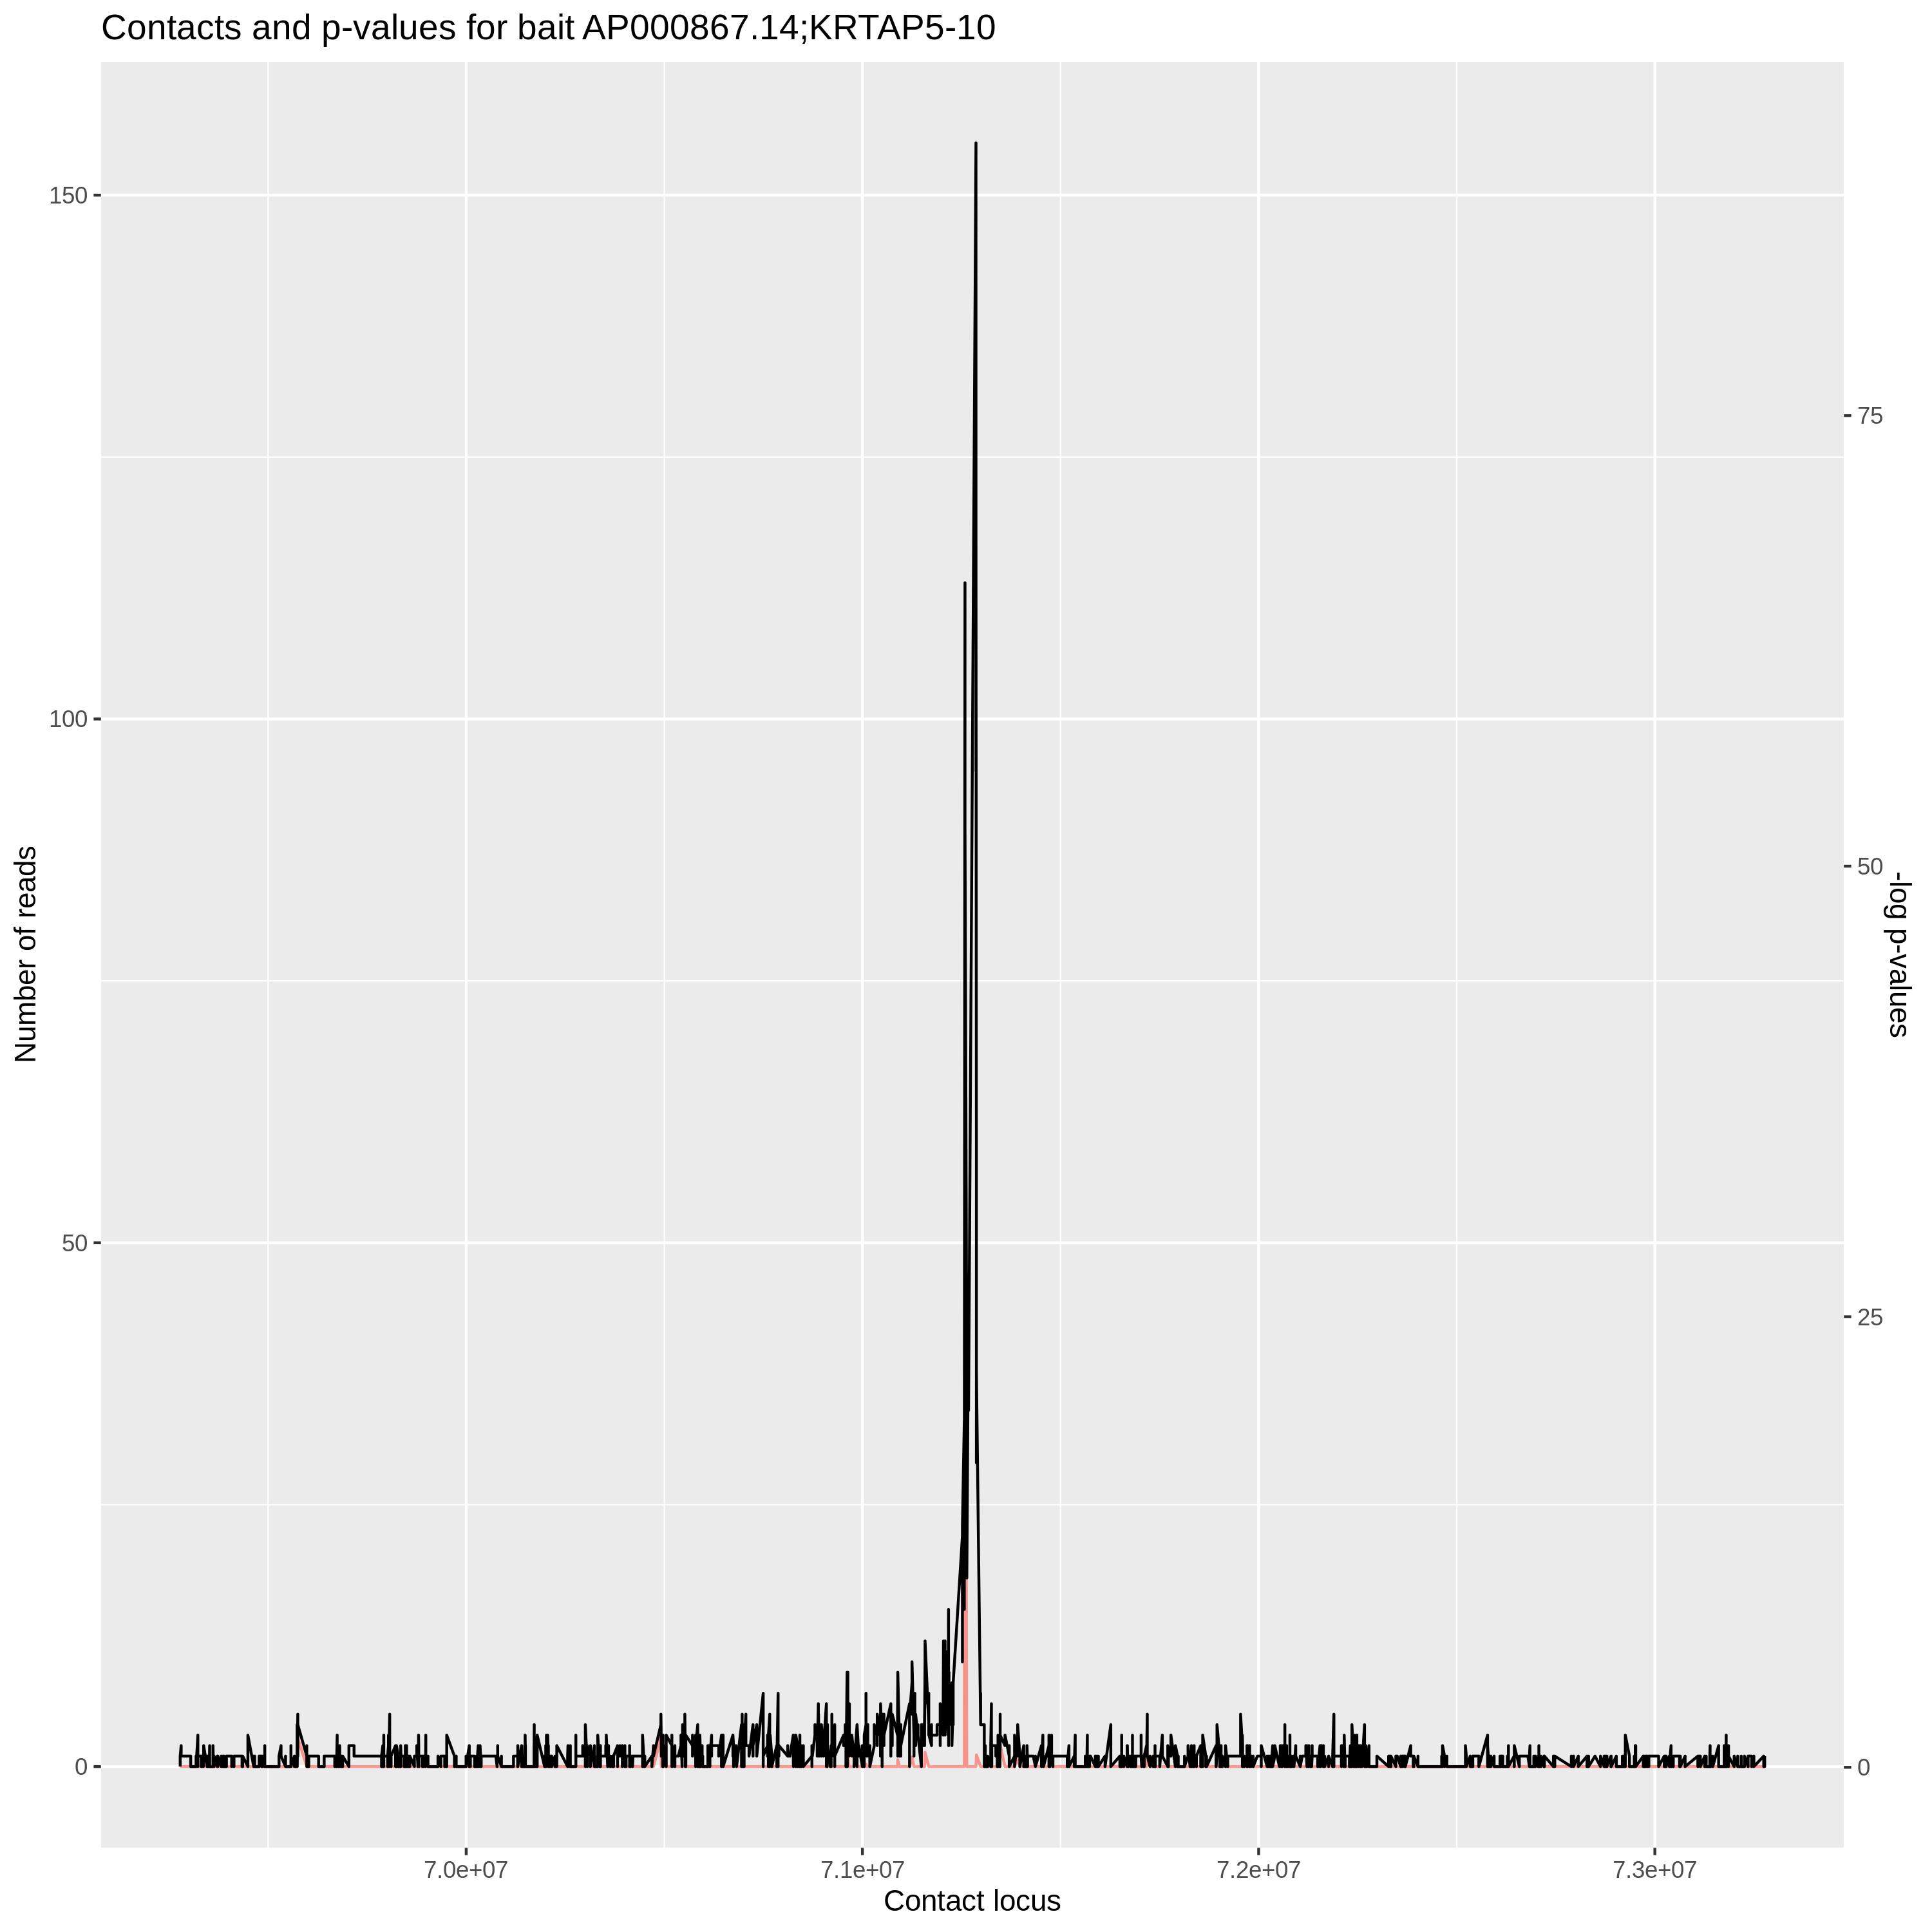 Contacts and p-values for bait AP000867.14;KRTAP5-10
150
100
50
0
Number of reads
75
50
25
0
-log p-values
7.0e+07 7.1e+07 7.2e+07 7.3e+07
Contact locus